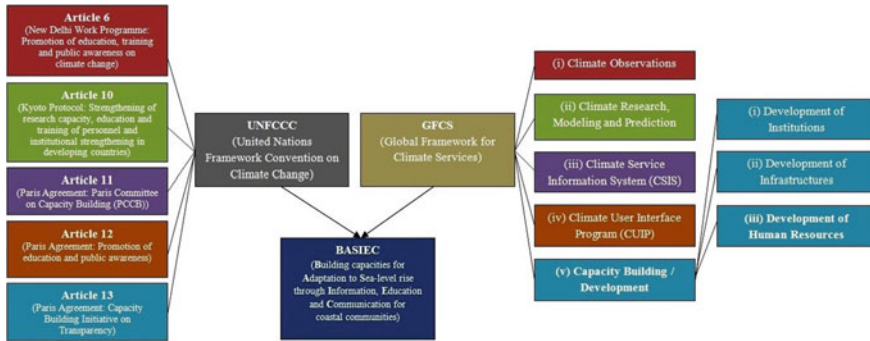 Article 6
(New Delhi Work Programme:
Promotion of education, training
and public awareness on
climate change)
Article 10
(Kyoto Protocol: Strengthening of
research capacity, education and
training of personnel and
institutional strengthening in
developing countries)
Article 11
(Paris Agreement: Paris Committee
on Capacity Building (PCCB))
Article 12
(Paris Agreement: Promotion of
education and public awareness)
Article 13
(Paris Agreement: Capacity
Building Initiative on
Transparency)
UNFCCC
(United Nations
Framework Convention on
Climate Change)
GFCS
(Global Framework for
Climate Services)
BASIEC
(Building capacities for
Adaptation to Sea-level rise
through Information, Education
and Communication for
coastal communities)
(i) Climate Observations
(ii) Climate Research,
Modeling and Prediction
(iii) Climate Service
Information System (CSIS)
(iv) Climate User Interface
Program (CUIP)
(v) Capacity Building /
Development
(i) Development of
Institutions
(ii) Development of
Infrastructures
(iii) Development of
Human Resources